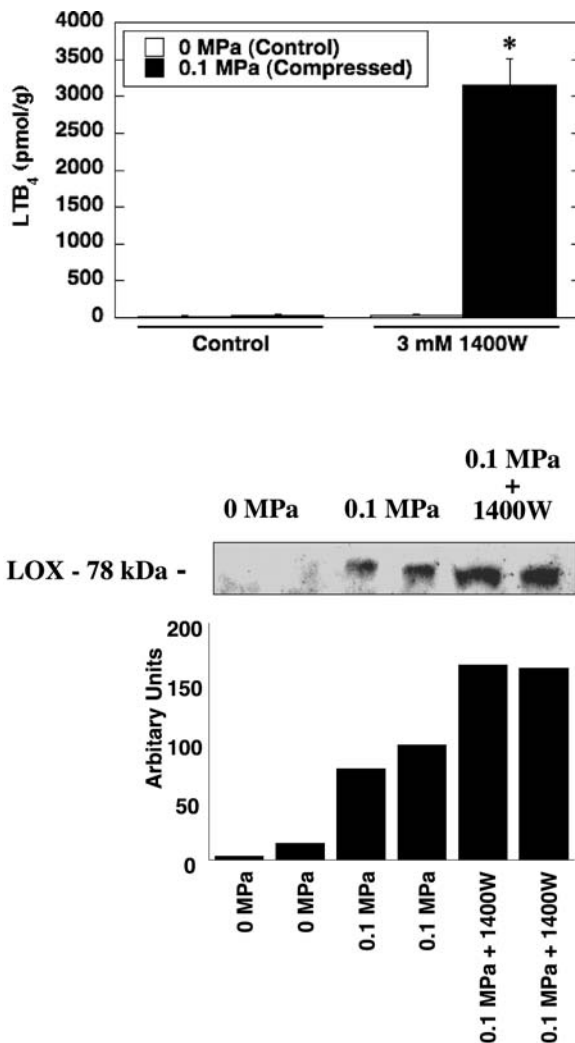 4000
3500
3000
2500
2000
1500
1000
500
0
LTB4 (pmol/g)
0 MPa (Control)
0.1 MPa (Compressed)
*
Control
3 mM 1400W
0.1 MPa
+
0 MPa 0.1 MPa 1400W
LOX - 78 kDa -
200
150
100
50
0
Arbitary Units
0 MPa
0 MPa
0.1 MPa
0.1 MPa
0.1 MPa + 1400W
0.1 MPa + 1400W